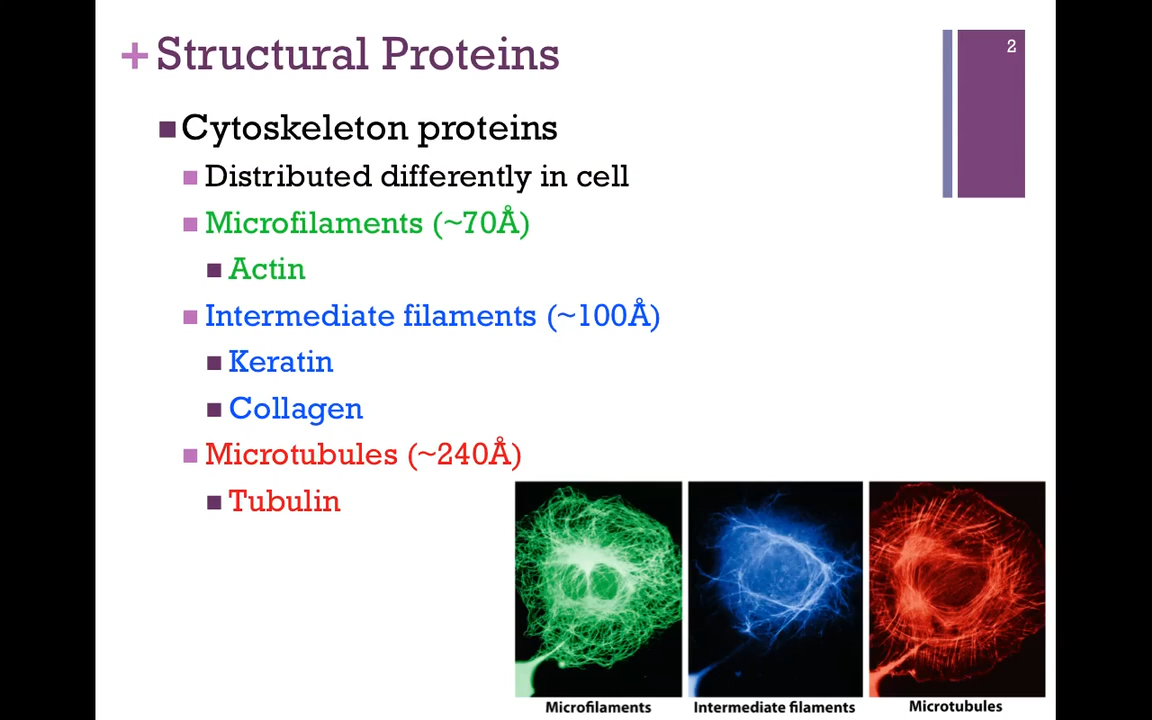 + Structural Proteins
2
Cytoskeleton proteins
Distributed differently in cell
Microfilaments (~70Å)
Actin
Intermediate filaments (~100Å)
Keratin
Collagen
Microtubules (~240Å)
Tubulin
Microfilaments
Intermediate filaments
Microtubules